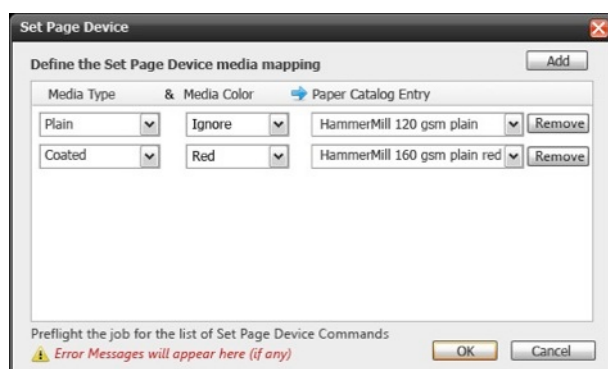 Set Page Device
Define the Set Page Device media mapping Add
Media Type & Media Color Paper Catalog Entry
Plain Ignore HammerMill 120 gsm plain Remove
Coated Red HammerMill 160 gsm plain red Remove
Preflight the job for the list of Set Page Device Commands
Error Messages will appear here (if any) OK Cancel